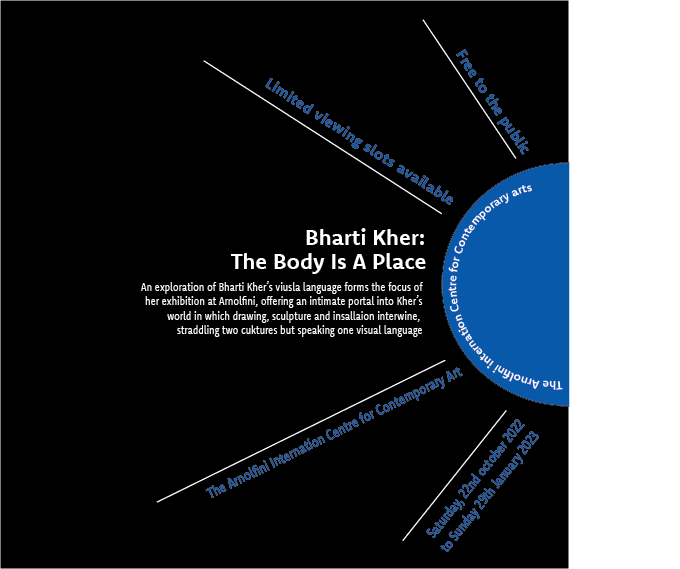 Free to the public
Limited viewing slots available
The Arnolfini Internation Centre for Contemporary arts
Bharti Kher:
The Body Is A Place
An exploration of Bharti Kher's viusla language forms the focus of
her exhibition at Arnolfini, offering an intimate portal into Kher's
world in which drawing, sculpture and insallaion interwine,
straddling two cuktures but speaking one visual language
The Arnolfini Internation Centre for Contemporary Art
Saturday, 22nd october 2022
to Sunday 29th January 2023